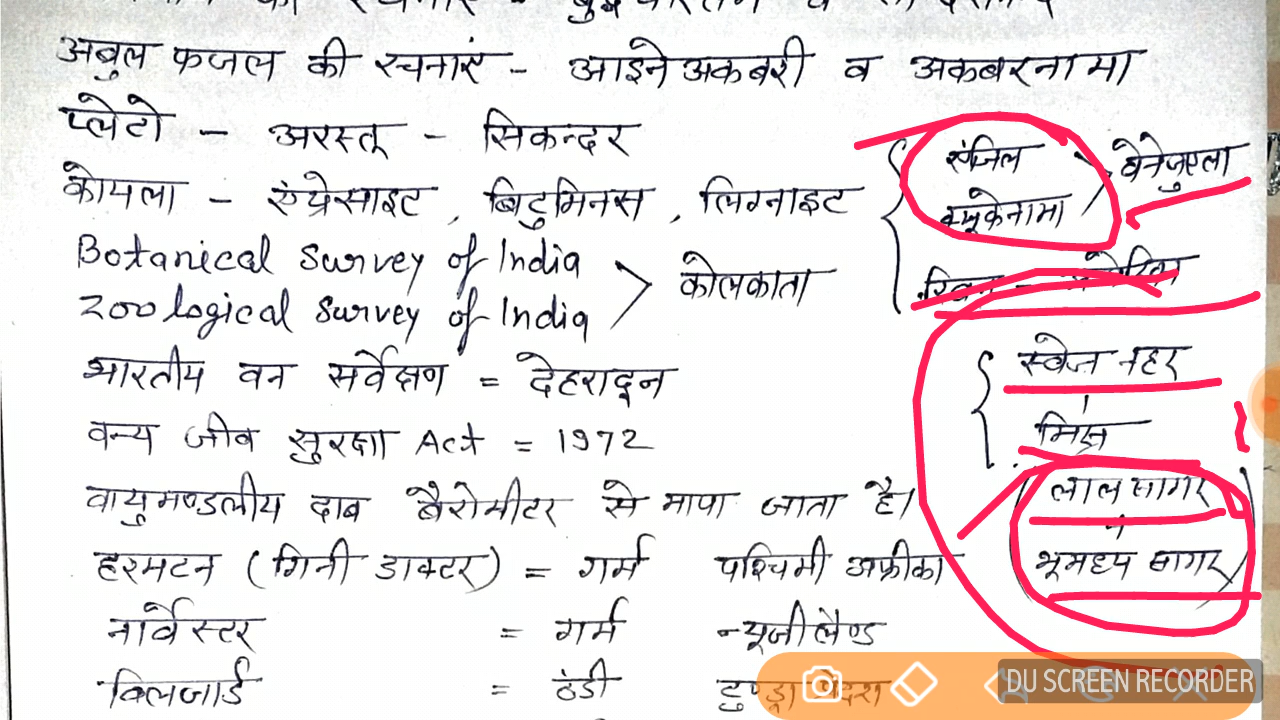 अबुल फजल की रचनाएं - आइने अकबरी व अकबरनामा
प्लेटो - अरस्तू - सिकन्दर
कोयला - एंथ्रेसाइट, बिटुमिनस, लिग्नाइट
Botanical Survey of India
Zoological Survey of India > कोलकाता
भारतीय वन सर्वेक्षण = देहरादून
वन्य जीव सुरक्षा Act = 1972
वायुमण्डलीय दाब बैरोमीटर से मापा जाता है।
हरमटन (गिनी डाक्टर) = गर्म पश्चिमी अफ्रीका
नार्वेस्टर = गर्म न्यूजीलैण्ड
ब्लिजार्ड = ठंडी टुण्ड्रा
एंजिल
क्यूकेनामा > वेनेजुएला
स्वेज नहर
मिस्र
(लाल सागर
भूमध्य सागर)
DU SCREEN RECORDER